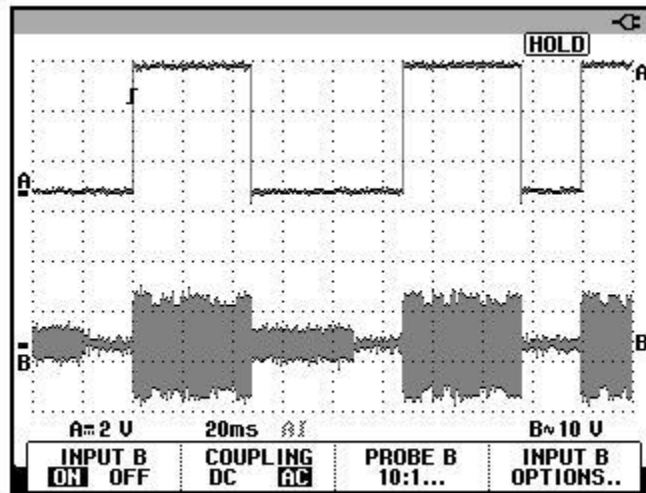 HOLD
A
A
B
B
A⎓2 V 20ms B~10 V
INPUT B COUPLING PROBE B INPUT B
ON OFF DC AC 10:1... OPTIONS..